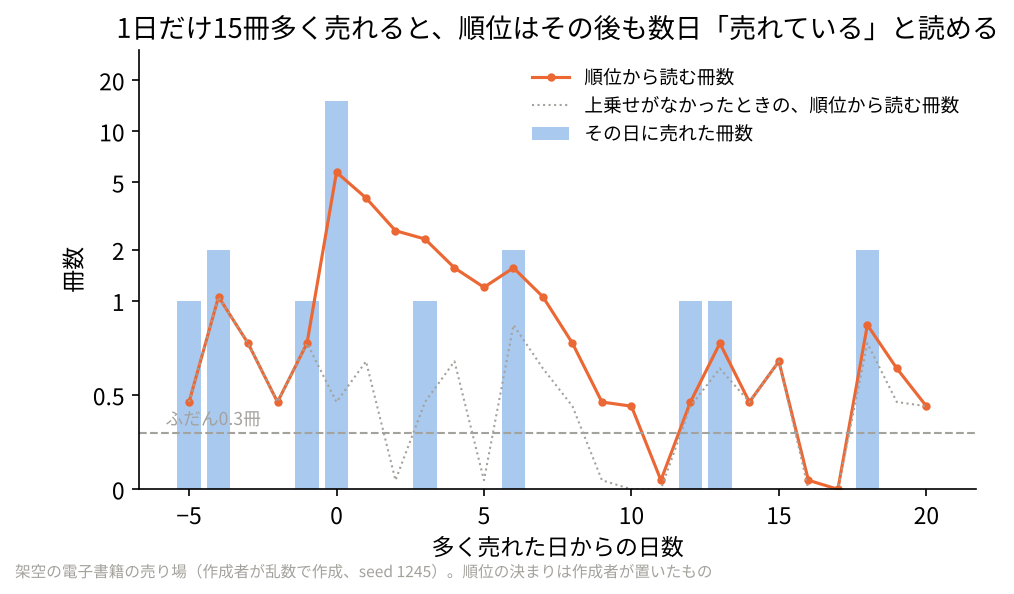 1日だけ15冊多く売れると、順位はその後も数日「売れている」と読める
順位から読む冊数
上乗せがなかったときの、順位から読む冊数
その日に売れた冊数
冊数
20
10
5
2
1
0.5
0
ふだん0.3冊
−5
0
5
10
15
20
多く売れた日からの日数
架空の電子書籍の売り場（作成者が乱数で作成、seed 1245）。順位の決まりは作成者が置いたもの